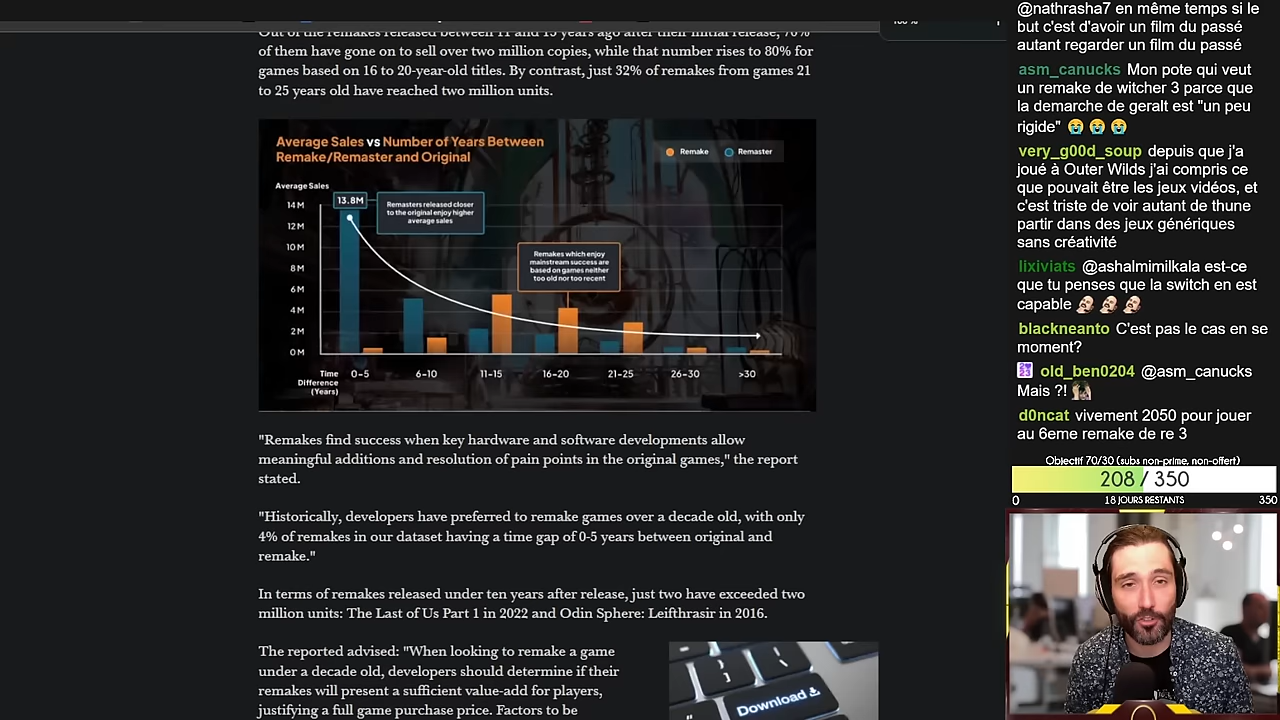 Out of the remakes released between 11 and 15 years ago after their initial release, 70%
of them have gone on to sell over two million copies, while that number rises to 80% for
games based on 16 to 20-year-old titles. By contrast, just 32% of remakes from games 21
to 25 years old have reached two million units.
Average Sales vs Number of Years Between
Remake/Remaster and Original
Remake
Remaster
Average Sales
14 M
12 M
10 M
8 M
6 M
4 M
2 M
0 M
13.8M
Remasters released closer
to the original enjoy higher
average sales
Remakes which enjoy
mainstream success are
based on games neither
too old nor too recent
Time
Difference
(Years)
0-5
6-10
11-15
16-20
21-25
26-30
>30
"Remakes find success when key hardware and software developments allow
meaningful additions and resolution of pain points in the original games," the report
stated.
"Historically, developers have preferred to remake games over a decade old, with only
4% of remakes in our dataset having a time gap of 0-5 years between original and
remake."
In terms of remakes released under ten years after release, just two have exceeded two
million units: The Last of Us Part 1 in 2022 and Odin Sphere: Leifthrasir in 2016.
The reported advised: "When looking to remake a game
under a decade old, developers should determine if their
remakes will present a sufficient value-add for players,
justifying a full game purchase price. Factors to be
Download
@nathrasha7 en même temps si le
but c'est d'avoir un film du passé
autant regarder un film du passé
asm_canucks Mon pote qui veut
un remake de witcher 3 parce que
la demarche de geralt est "un peu
rigide" 😭 😭 😭
very_g00d_soup depuis que j'a
joué à Outer Wilds j'ai compris ce
que pouvait être les jeux vidéos, et
c'est triste de voir autant de thune
partir dans des jeux génériques
sans créativité
lixiviats @ashalmimilkala est-ce
que tu penses que la switch en est
capable
blackneanto C'est pas le cas en se
moment?
old_ben0204 @asm_canucks
Mais ?!
d0ncat vivement 2050 pour jouer
au 6eme remake de re 3
Objectif 70/30 (subs non-prime, non-offert)
208 / 350
0
18 JOURS RESTANTS
350